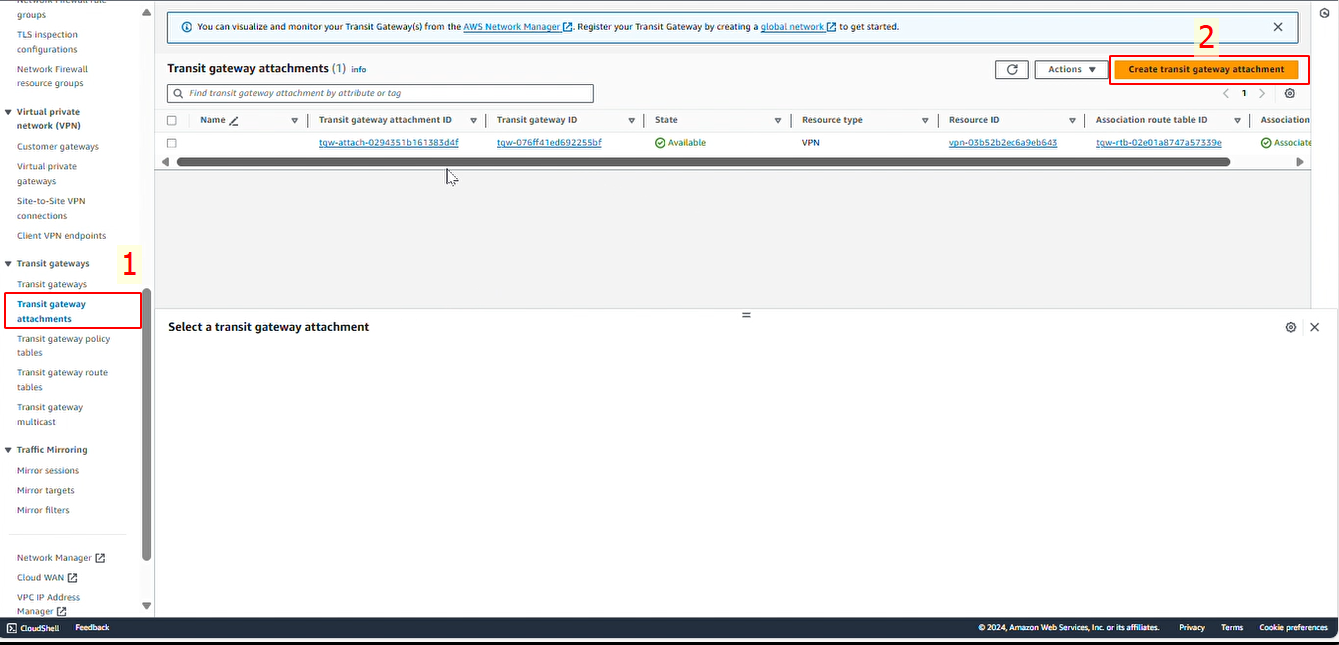 Network Firewall rule
groups
TLS inspection
configurations
Network Firewall
resource groups
Virtual private
network (VPN)
Customer gateways
Virtual private
gateways
Site-to-Site VPN
connections
Client VPN endpoints
Transit gateways
1
Transit gateways
Transit gateway
attachments
Transit gateway policy
tables
Transit gateway route
tables
Transit gateway
multicast
Traffic Mirroring
Mirror sessions
Mirror targets
Mirror filters
Network Manager
Cloud WAN
VPC IP Address
Manager
You can visualize and monitor your Transit Gateway(s) from the AWS Network Manager. Register your Transit Gateway by creating a global network to get started.
2
Transit gateway attachments (1) info
Actions
Create transit gateway attachment
Find transit gateway attachment by attribute or tag
1
Name Transit gateway attachment ID Transit gateway ID State Resource type Resource ID Association route table ID Association
tgw-attach-0294351b161383d4f tgw-076ff41ed692255bf Available VPN vpn-03b52b2ec6a9eb643 tgw-rtb-02e01a8747a57339e Associate
Select a transit gateway attachment
CloudShell Feedback © 2024, Amazon Web Services, Inc. or its affiliates. Privacy Terms Cookie preferences